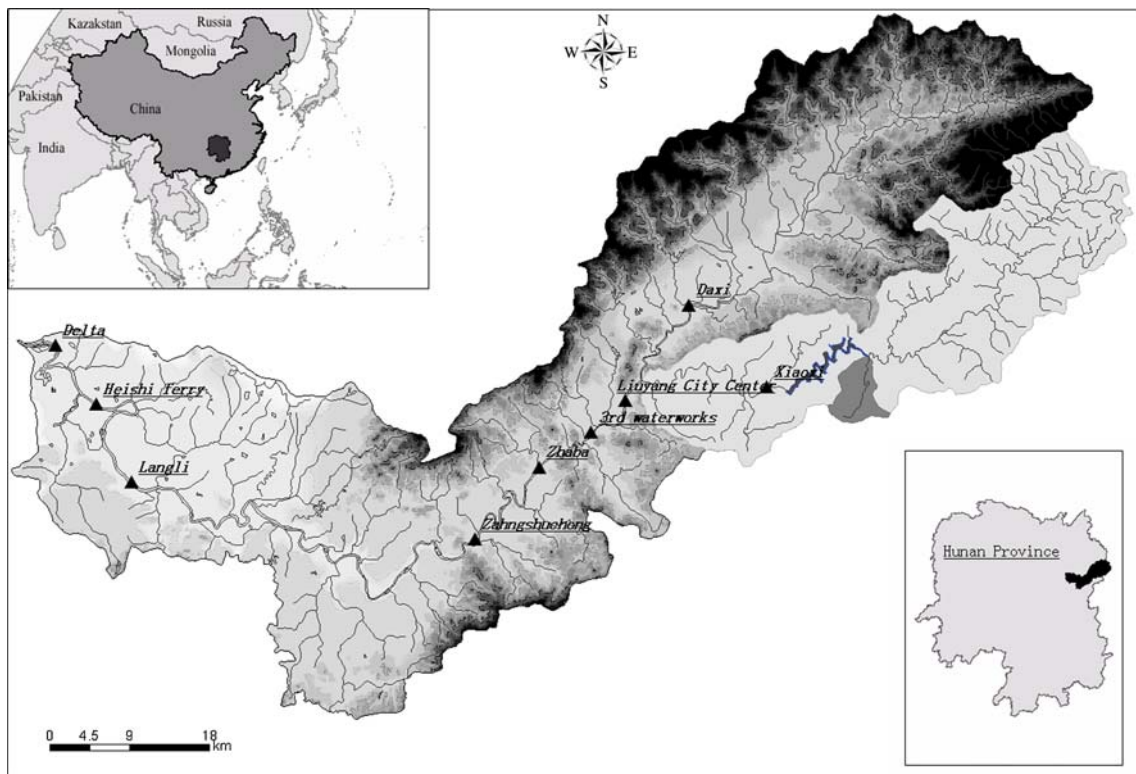 Kazakstan
Russia
Mongolia
Pakistan
China
India
N
W E
S
Daxi
Delta
Xiaoxi
Heishi ferry
Liuyang City Center
3rd waterworks
Zhaba
Langli
Zahngshuehong
Hunan Province
0 4.5 9 18
km